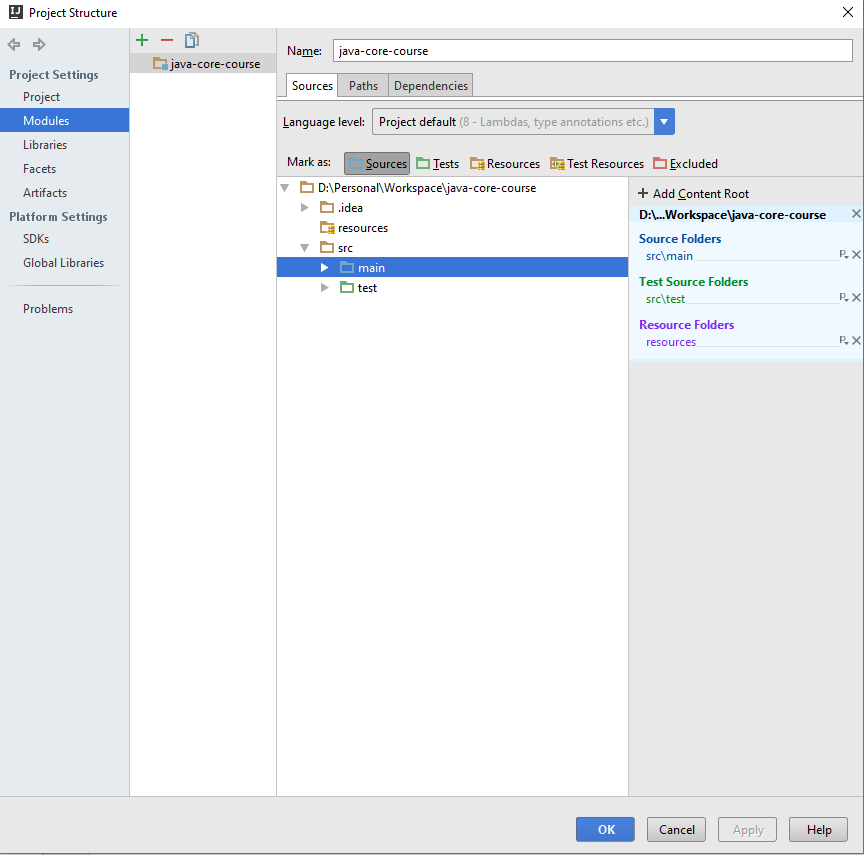 Project Structure
Project Settings
Project
Modules
Libraries
Facets
Artifacts
Platform Settings
SDKs
Global Libraries
Problems
java-core-course
Name: java-core-course
Sources Paths Dependencies
Language level: Project default (8 - Lambdas, type annotations etc.)
Mark as: Sources Tests Resources Test Resources Excluded
D:\Personal\Workspace\java-core-course
.idea
resources
src
main
test
+ Add Content Root
D:\...Workspace\java-core-course
Source Folders
src\main
Test Source Folders
src\test
Resource Folders
resources
OK Cancel Apply Help